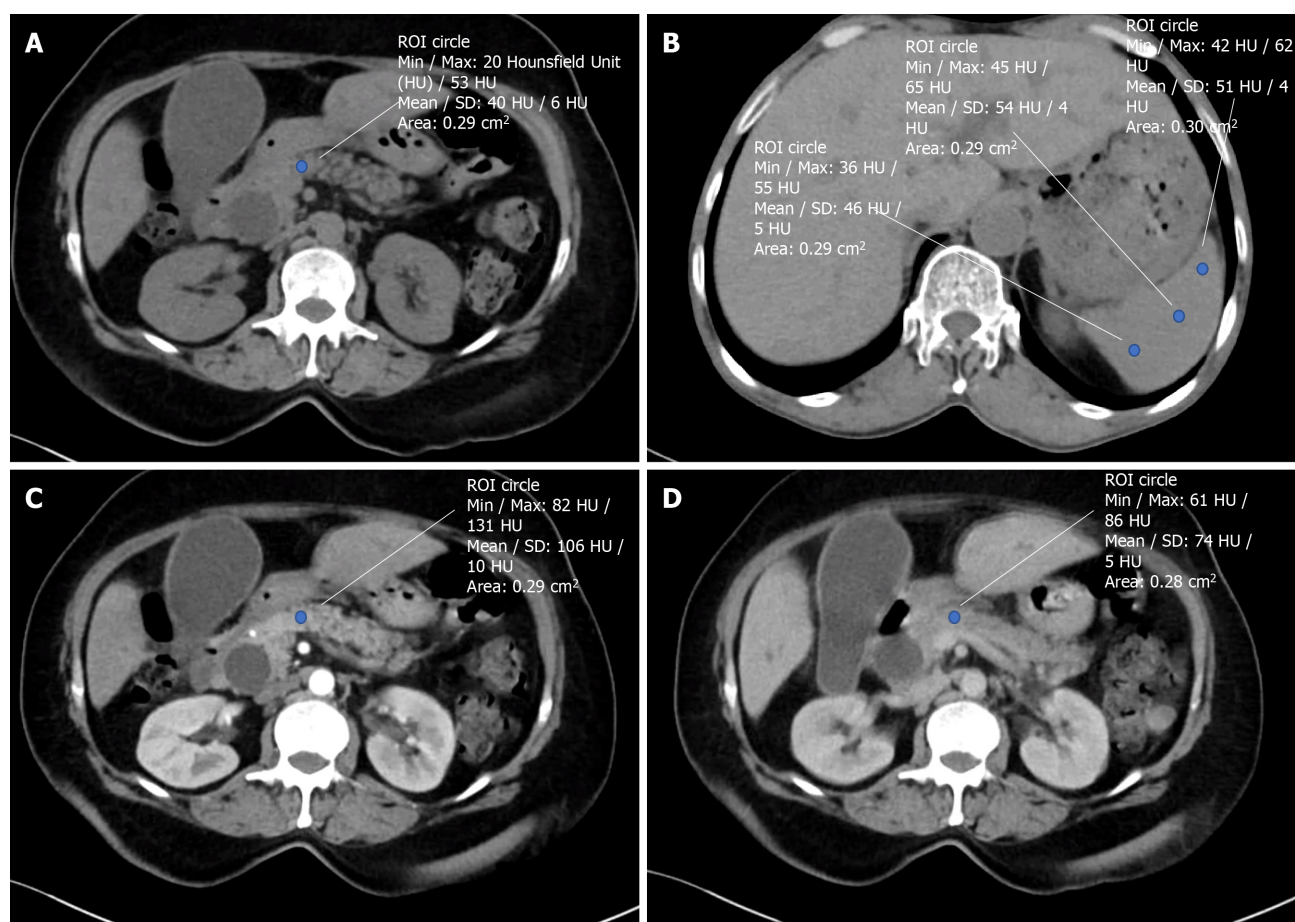 A
ROI circle
Min / Max: 20 Hounsfield Unit
(HU) / 53 HU
Mean / SD: 40 HU / 6 HU
Area: 0.29 cm²
B
ROI circle
Min / Max: 36 HU /
55 HU
Mean / SD: 46 HU /
5 HU
Area: 0.29 cm²
ROI circle
Min / Max: 45 HU /
65 HU
Mean / SD: 54 HU / 4
HU
Area: 0.29 cm²
ROI circle
Min / Max: 42 HU / 62
HU
Mean / SD: 51 HU / 4
HU
Area: 0.30 cm²
C
ROI circle
Min / Max: 82 HU /
131 HU
Mean / SD: 106 HU /
10 HU
Area: 0.29 cm²
D
ROI circle
Min / Max: 61 HU /
86 HU
Mean / SD: 74 HU /
5 HU
Area: 0.28 cm²